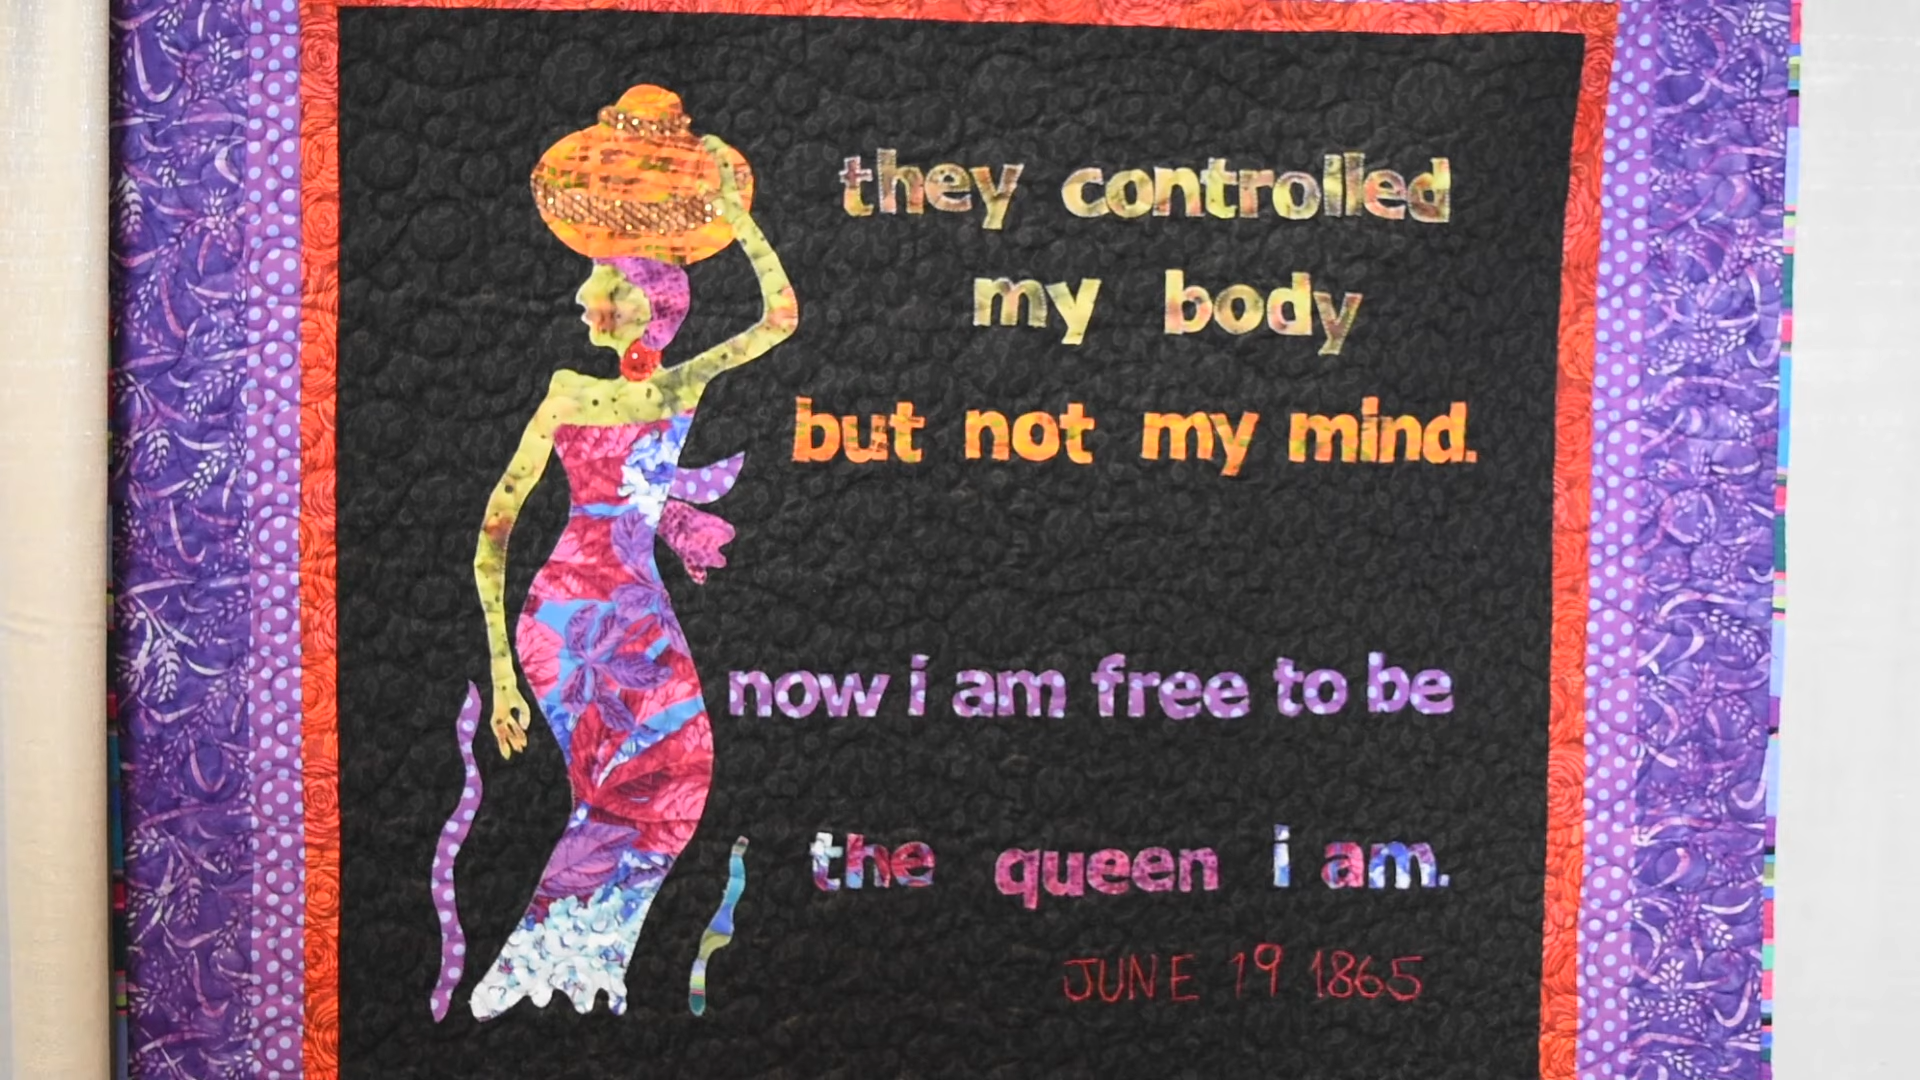 they controlled
my body
but not my mind.
now i am free to be
the queen i am.
JUNE 19 1865